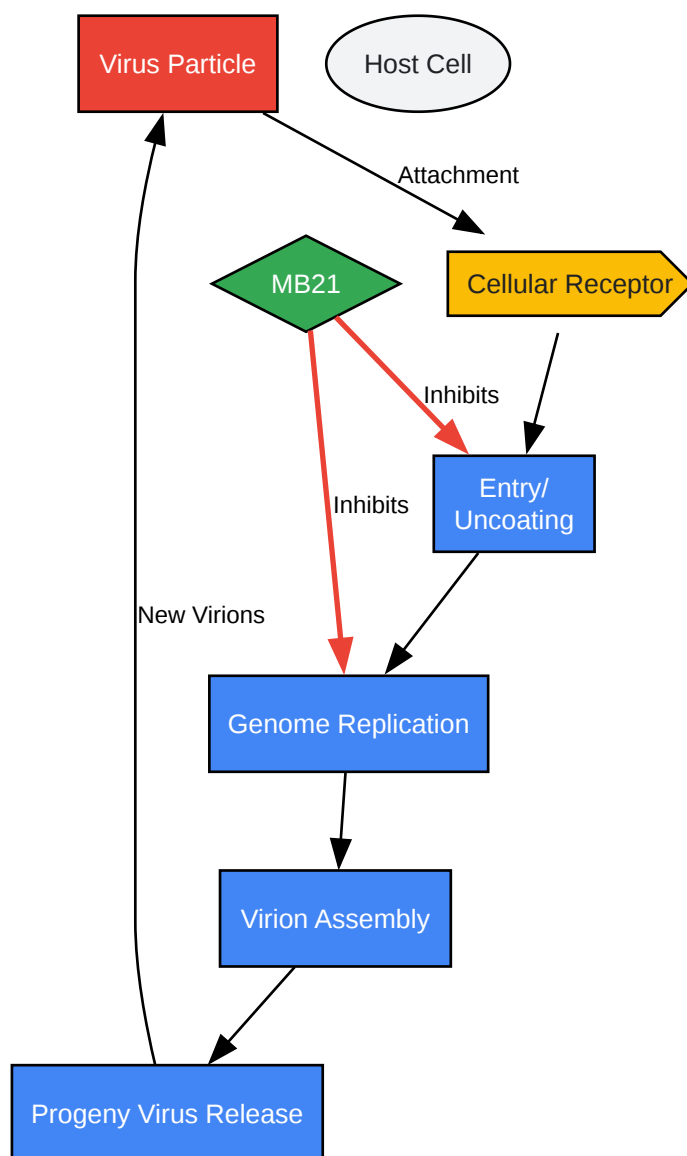 Virus Particle
Host Cell
Attachment
MB21
Cellular Receptor
Inhibits
Entry/
Uncoating
Inhibits
New Virions
Genome Replication
Virion Assembly
Progeny Virus Release